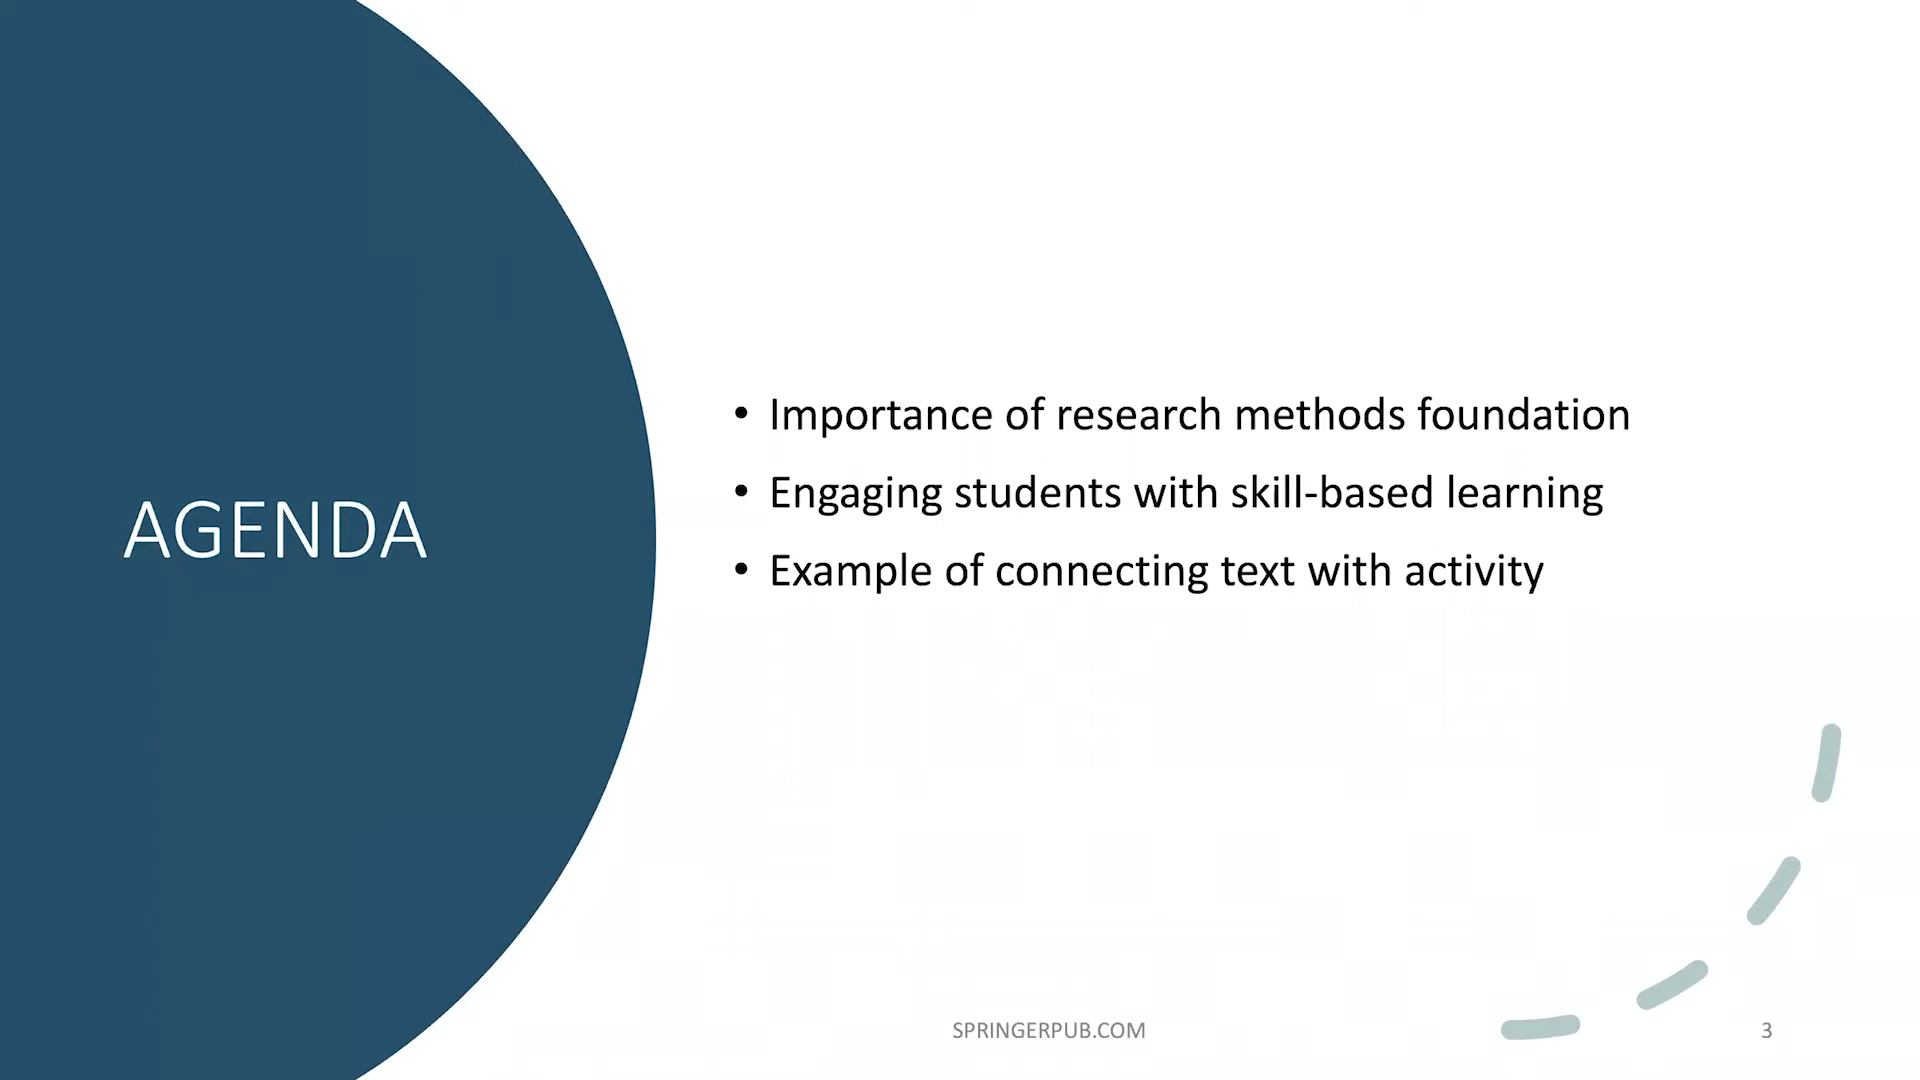 AGENDA
• Importance of research methods foundation
• Engaging students with skill-based learning
• Example of connecting text with activity
SPRINGERPUB.COM
3